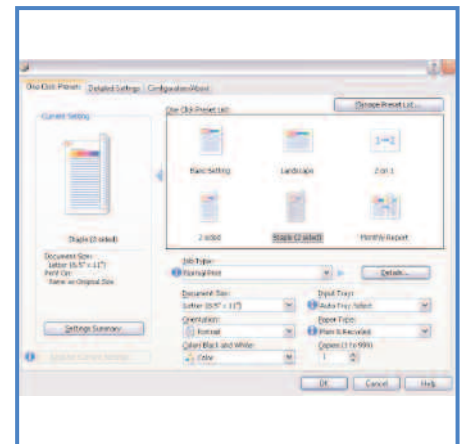 One Click Presets Detailed Settings Configuration/About
Current Setting
One Click Preset List:
Manage Preset List...
Basic Setting
Landscape
2 on 1
2 sided
Staple (2 sided)
Monthly Report
Staple (2 sided)
Document Size:
Letter (8.5" x 11")
Print On:
Same as Original Size
Settings Summary
Job Type:
Normal Print
Details...
Document Size:
Letter (8.5" x 11")
Input Tray:
Auto Tray Select
Orientation:
Portrait
Paper Type:
Plain & Recycled
Color/Black and White:
Color
Copies:(1 to 999)
1
OK
Cancel
Help